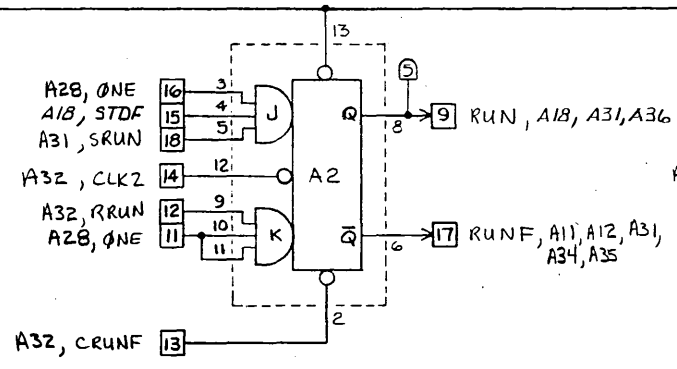 13
5
A28, ØNE 16 3
A18, STDF 15 4 J Q 8 9 RUN, A18, A31, A36
A31, SRUN 18 5
A32, CLK2 14 12 A2
A32, RRUN 12 9
A28, ØNE 11 10 K Q̅ 6 17 RUNF, A11, A12, A31,
11 A34, A35
2
A32, CRUNF 13